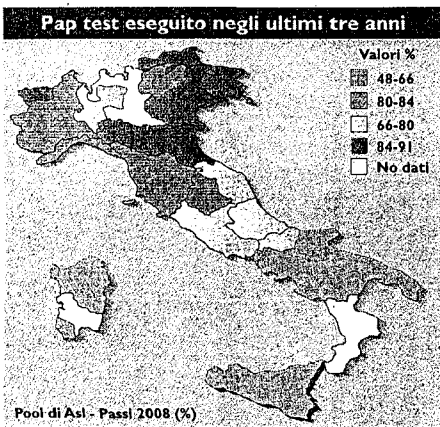 Pap test eseguito negli ultimi tre anni
Valori %
48-66
80-84
66-80
84-91
No dati
Pool di Asl - Passi 2008 (%)